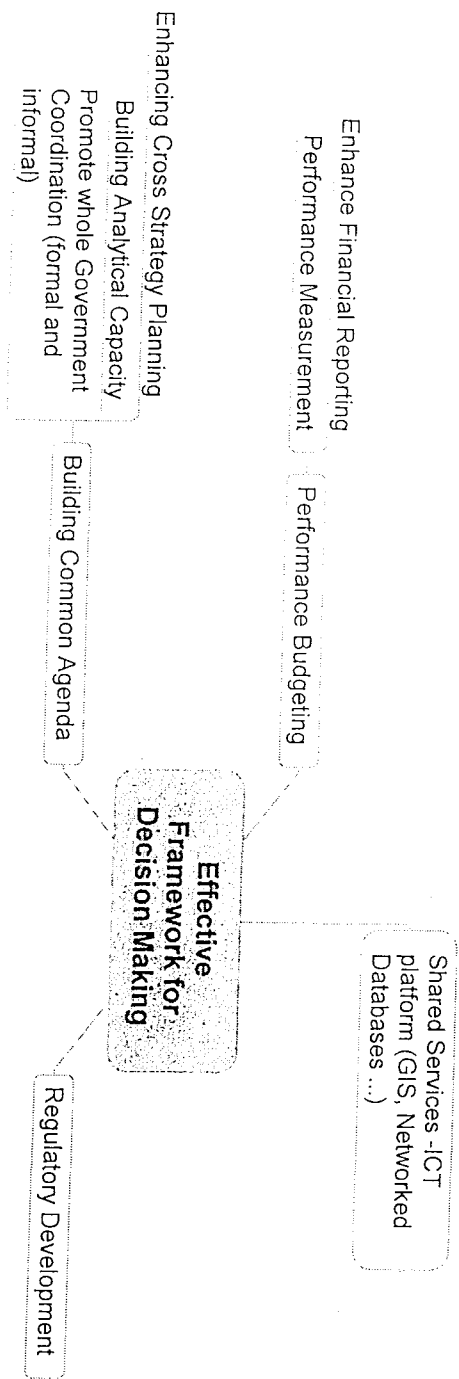 Enhance Financial Reporting
Performance Measurement
Performance Budgeting
Shared Services -ICT
platform (GIS, Networked
Databases ...)
Enhancing Cross Strategy Planning
Building Analytical Capacity
Promote whole Government
Coordination (formal and
informal)
Building Common Agenda
Effective
Framework for
Decision Making
Regulatory Development